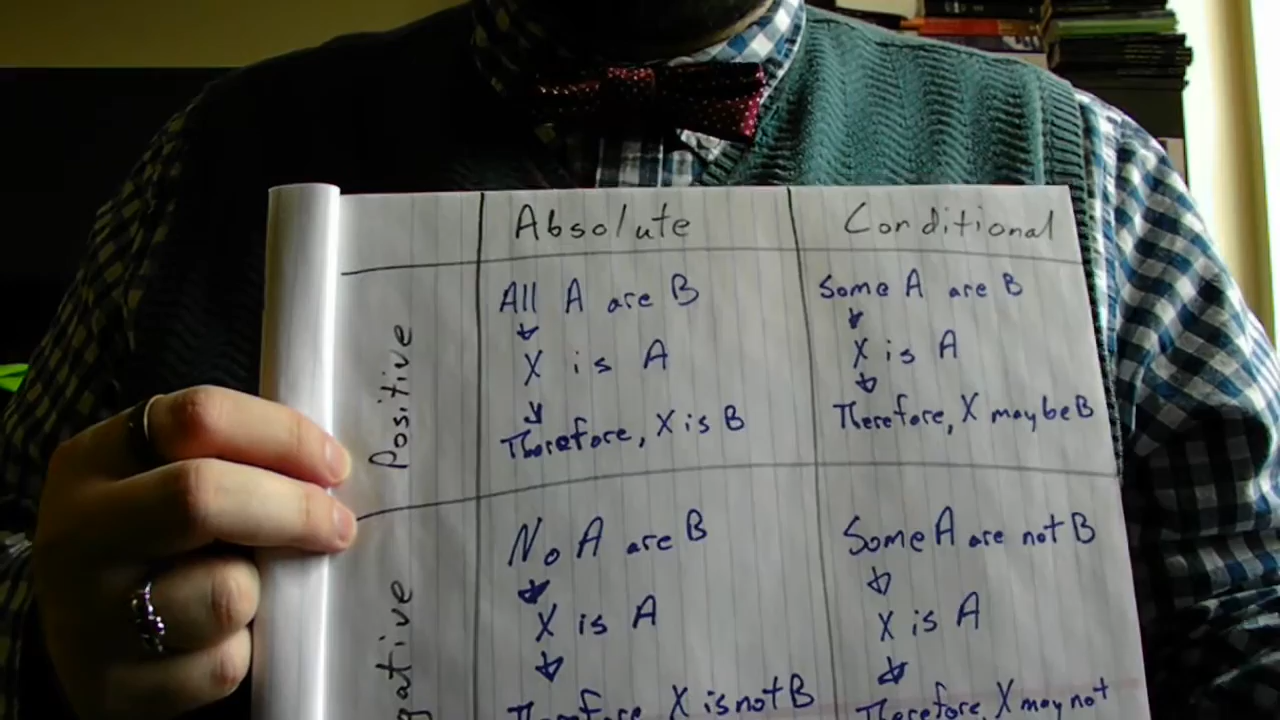 Absolute Conditional
Positive
All A are B
X is A
Therefore, X is B
Some A are B
X is A
Therefore, X may be B
gative
No A are B
X is A
Therefore, X is not B
Some A are not B
X is A
Therefore, X may not